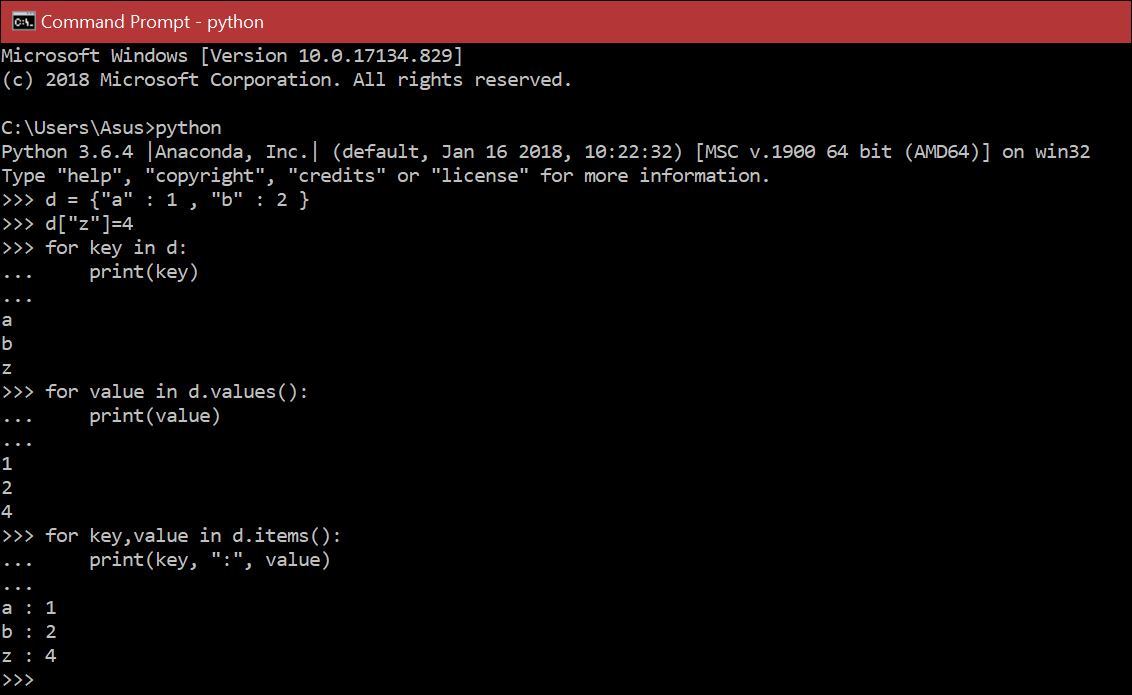 Command Prompt - python
Microsoft Windows [Version 10.0.17134.829]
(c) 2018 Microsoft Corporation. All rights reserved.
C:\Users\Asus>python
Python 3.6.4 |Anaconda, Inc.| (default, Jan 16 2018, 10:22:32) [MSC v.1900 64 bit (AMD64)] on win32
Type "help", "copyright", "credits" or "license" for more information.
>>> d = {"a" : 1 , "b" : 2 }
>>> d["z"]=4
>>> for key in d:
...     print(key)
...
a
b
z
>>> for value in d.values():
...     print(value)
...
1
2
4
>>> for key,value in d.items():
...     print(key, ":", value)
...
a : 1
b : 2
z : 4
>>>